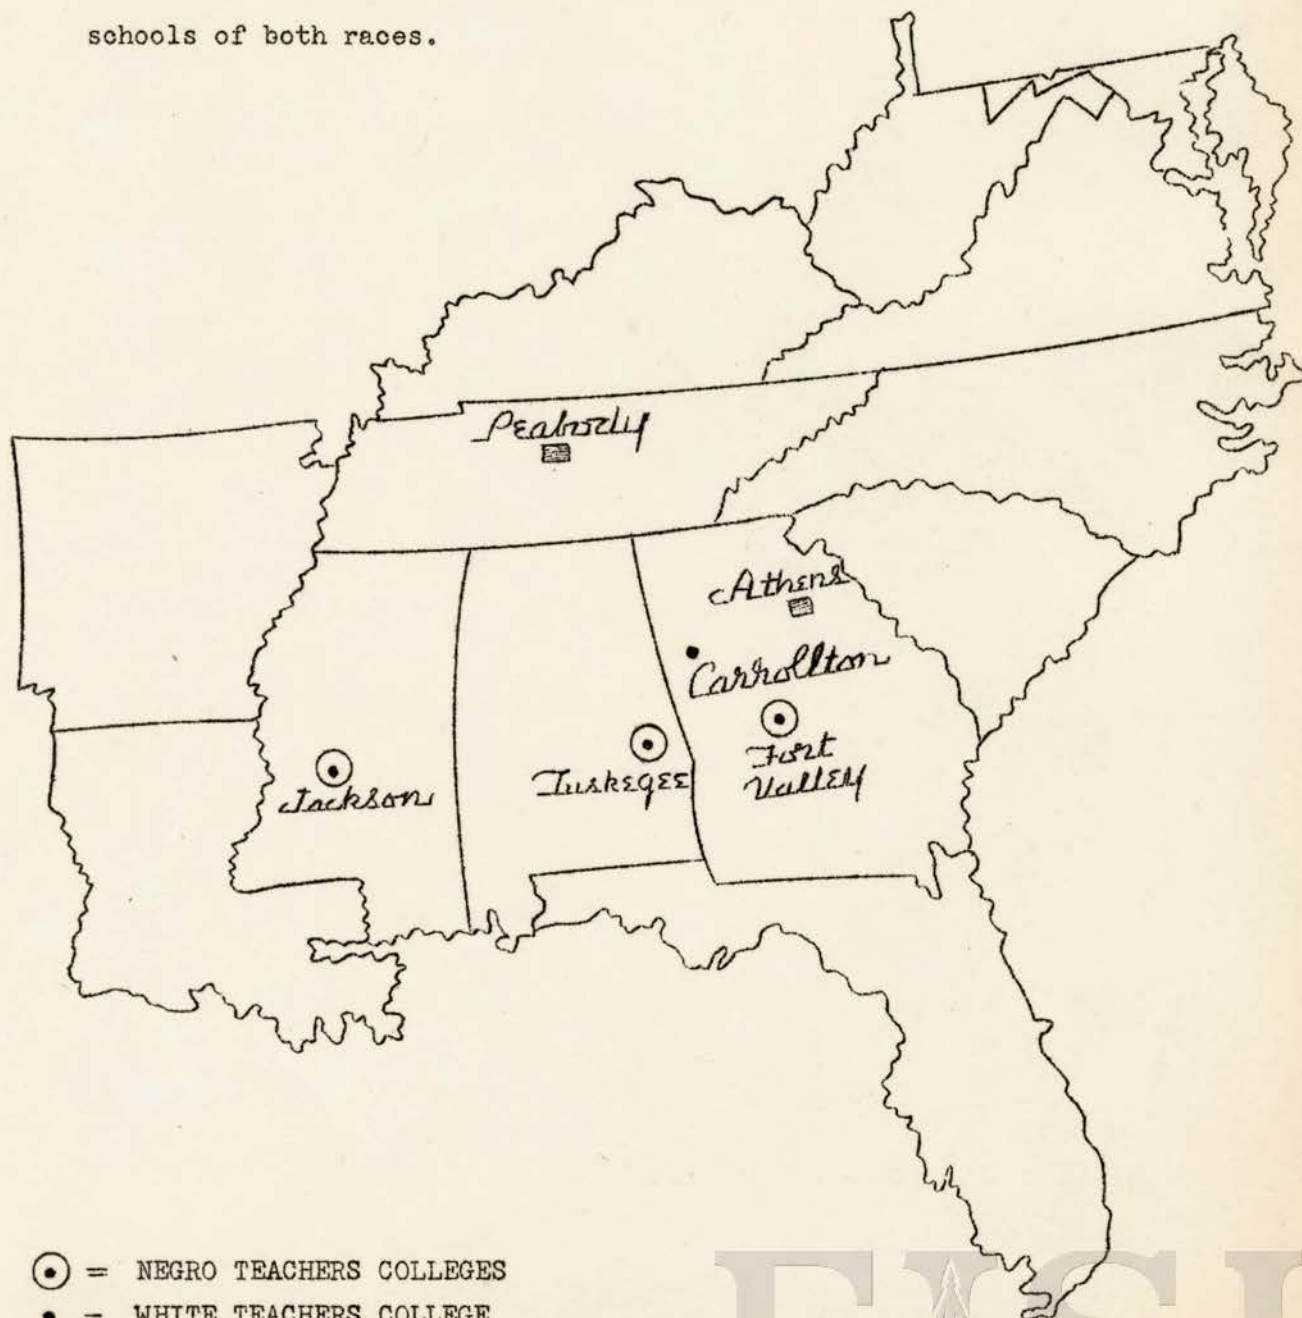 schools of both races.
Peabody
Athens
Carrollton
Fort
Valley
Tuskegee
Jackson
= NEGRO TEACHERS COLLEGES
= WHITE TEACHERS COLLEGE